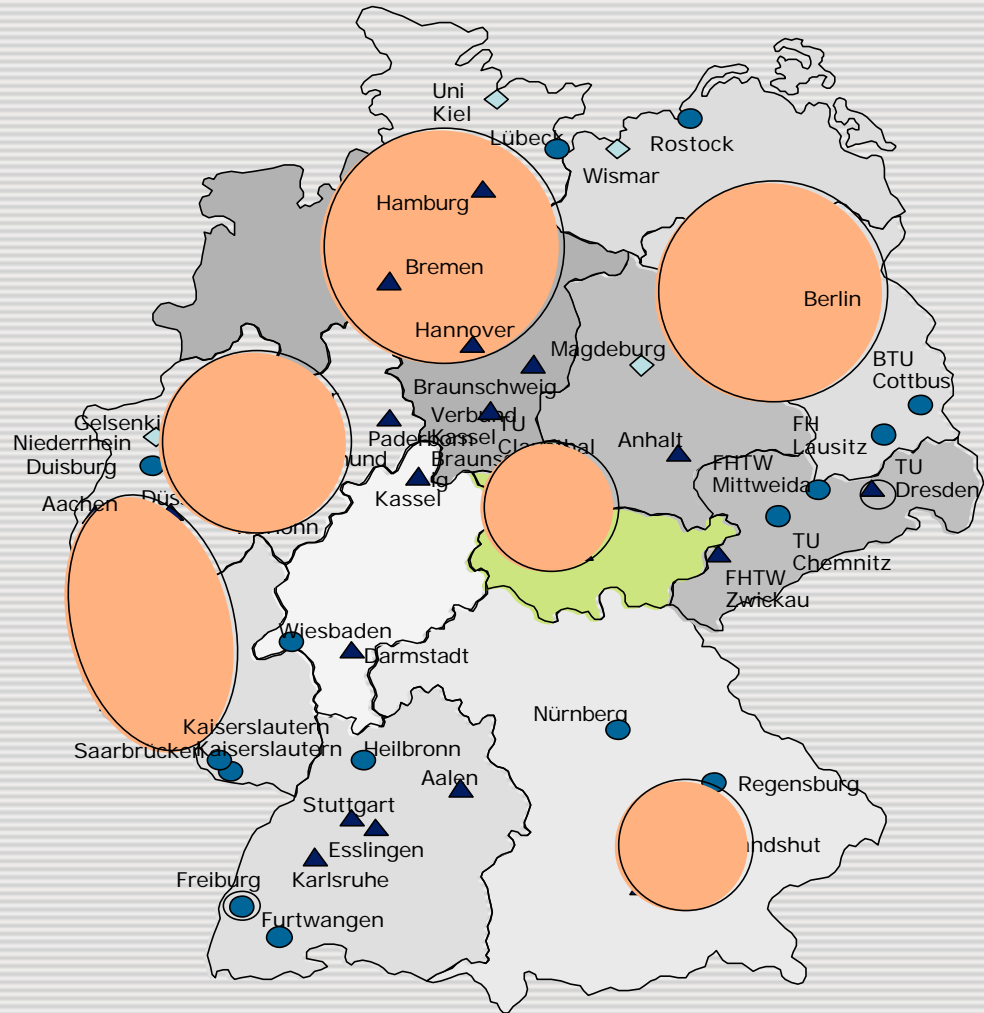 Uni
Kiel
Lübeck
Rostock
Wismar
Hamburg
Bremen
Berlin
Hannover
Magdeburg
BTU
Cottbus
Braunschweig
Verbund
Kassel
TU
Paderborn
Anhalt
FH
Lausitz
Niederrhein
Duisburg
FHTW
Mittweida
TU
Dresden
Kassel
Aachen
TU
Chemnitz
FHTW
Zwickau
Wiesbaden
Darmstadt
Nürnberg
Kaiserslautern
Saarbrücken
Kaiserslautern
Heilbronn
Aalen
Regensburg
Stuttgart
Esslingen
Karlsruhe
Freiburg
Furtwangen